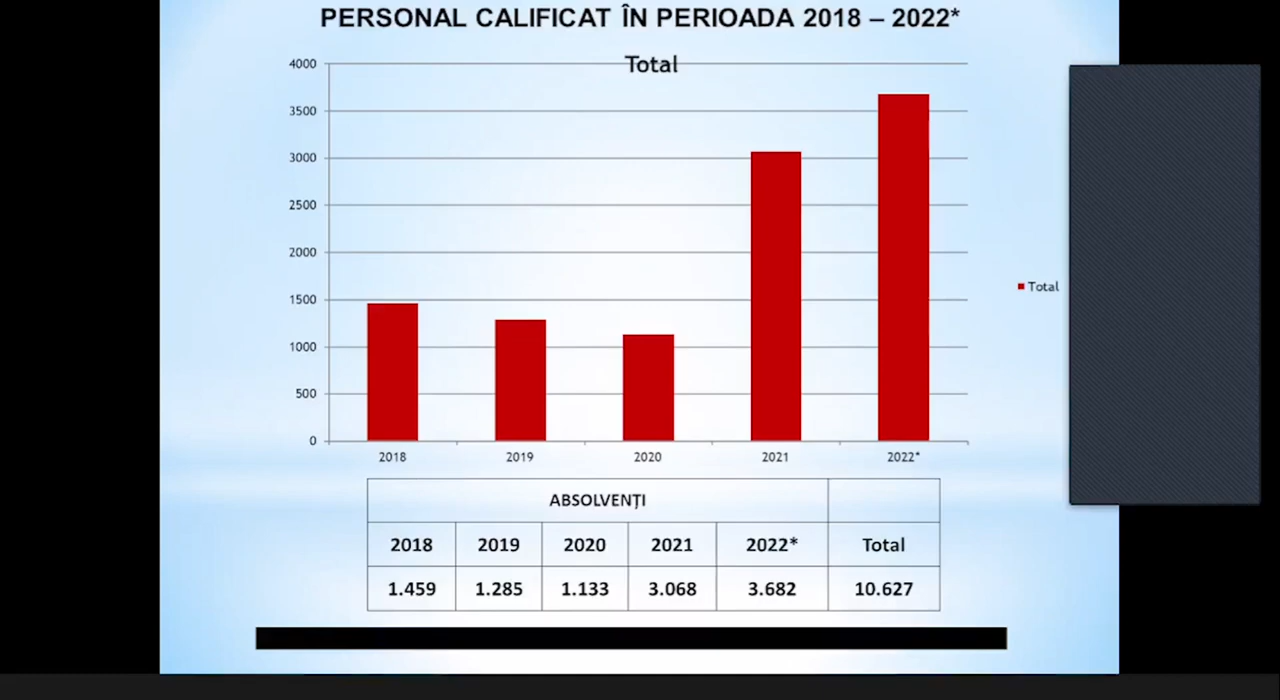 PERSONAL CALIFICAT ÎN PERIOADA 2018 – 2022*
Total
4000
3500
3000
2500
2000
1500
1000
500
0
2018 2019 2020 2021 2022*
Total
ABSOLVENȚI
2018 2019 2020 2021 2022* Total
1.459 1.285 1.133 3.068 3.682 10.627